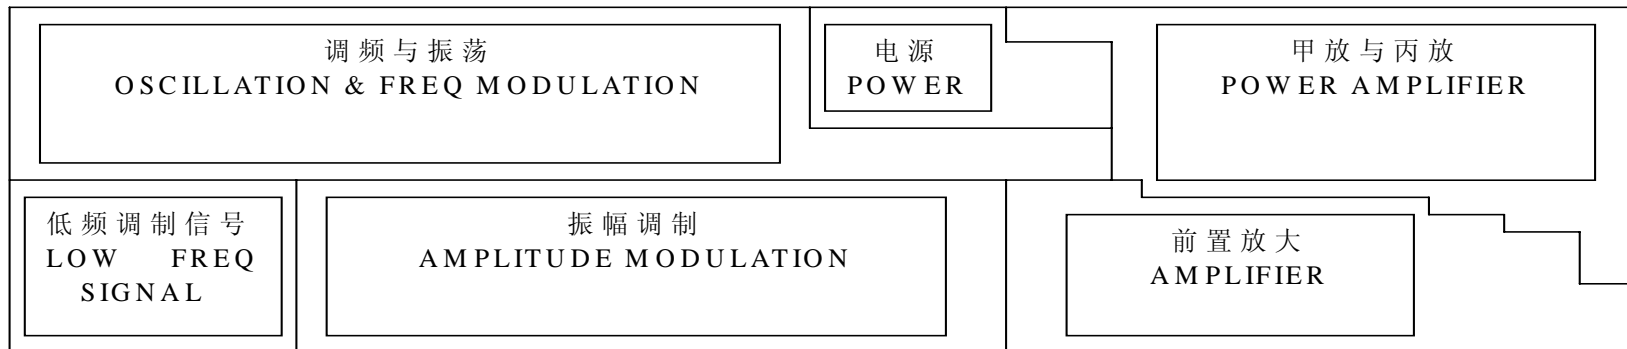 调频与振荡
OSCILLATION & FREQ MODULATION
电源
POWER
甲放与丙放
POWER AMPLIFIER
低频调制信号
LOW FREQ
SIGNAL
振幅调制
AMPLITUDE MODULATION
前置放大
AMPLIFIER